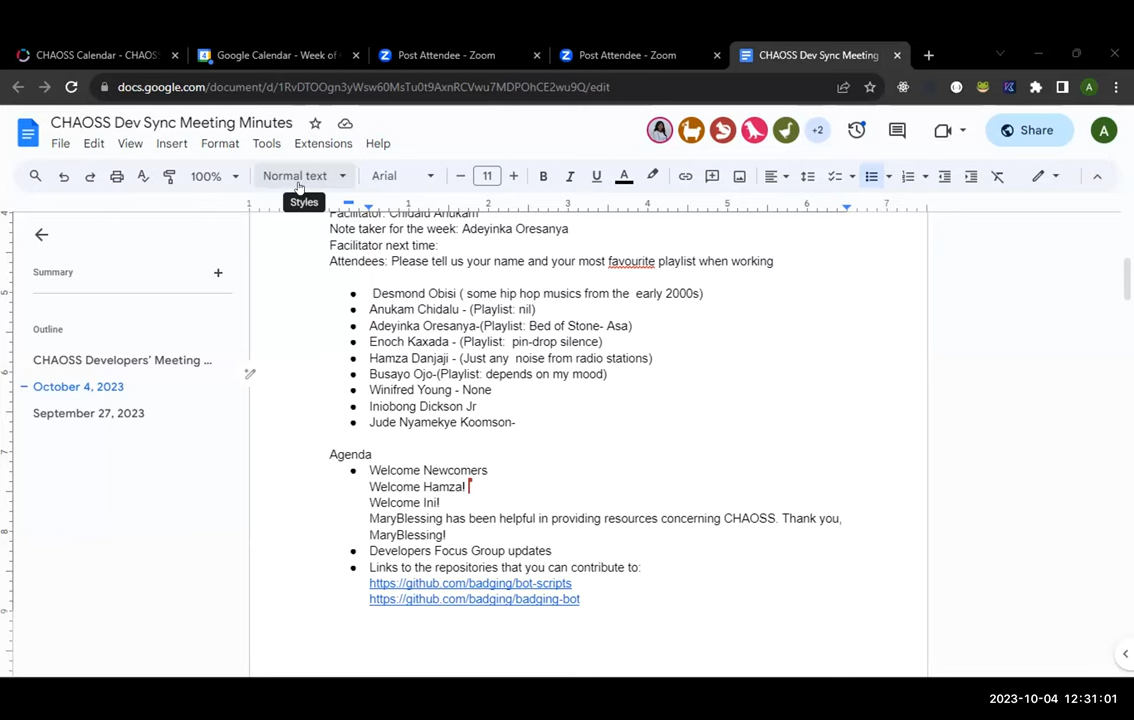 CHAOSS Calendar - CHAOS
Google Calendar - Week of
Post Attendee - Zoom
Post Attendee - Zoom
CHAOSS Dev Sync Meeting
docs.google.com/document/d/1RvDTOOgn3yWsw60MsTu0t9AxnRCVwu7MDPOhCE2wu9Q/edit
A
CHAOSS Dev Sync Meeting Minutes
+2
Share
A
File Edit View Insert Format Tools Extensions Help
100% Normal text Arial 11 B I U A
Styles
1 1 2 3 4 5 6 7
Facilitator: Chidalu Anukam
Note taker for the week: Adeyinka Oresanya
Facilitator next time:
Attendees: Please tell us your name and your most favourite playlist when working
Summary
Outline
CHAOSS Developers' Meeting ...
October 4, 2023
September 27, 2023
Desmond Obisi ( some hip hop musics from the early 2000s)
Anukam Chidalu - (Playlist: nil)
Adeyinka Oresanya-(Playlist: Bed of Stone- Asa)
Enoch Kaxada - (Playlist: pin-drop silence)
Hamza Danjaji - (Just any noise from radio stations)
Busayo Ojo-(Playlist: depends on my mood)
Winifred Young - None
Iniobong Dickson Jr
Jude Nyamekye Koomson-
Agenda
Welcome Newcomers
Welcome Hamza!
Welcome Ini!
MaryBlessing has been helpful in providing resources concerning CHAOSS. Thank you,
MaryBlessing!
Developers Focus Group updates
Links to the repositories that you can contribute to:
https://github.com/badging/bot-scripts
https://github.com/badging/badging-bot
2023-10-04 12:31:01